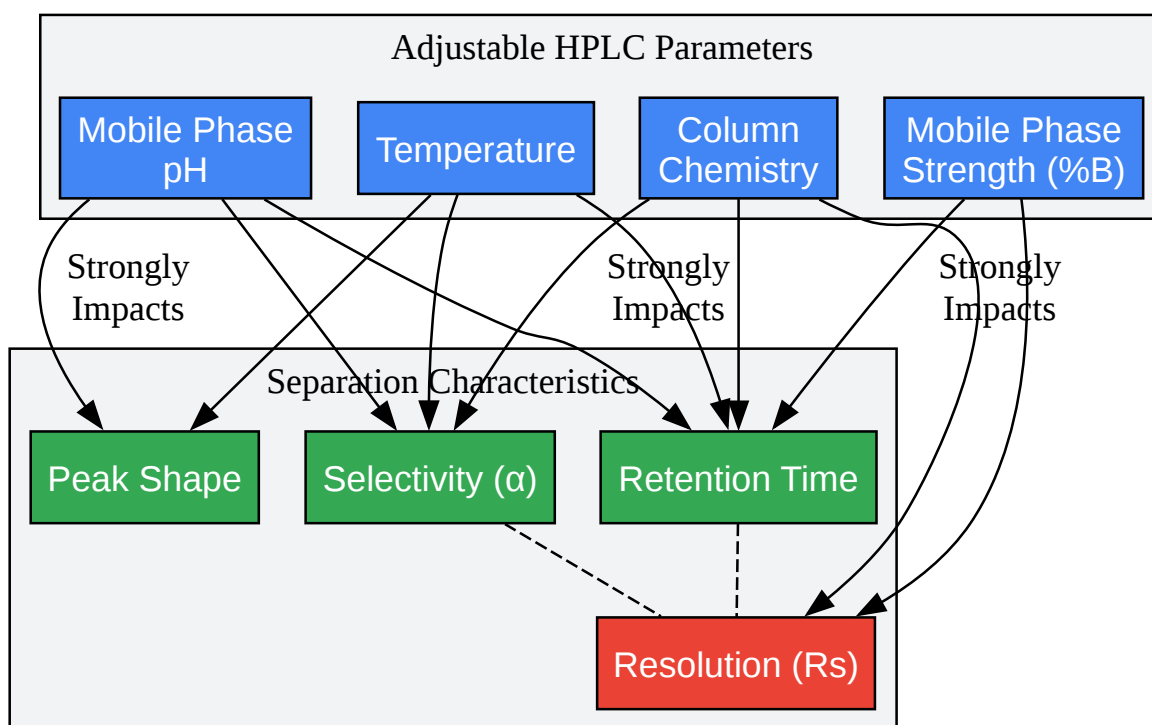 Adjustable HPLC Parameters
Mobile Phase
pH
Temperature
Column
Chemistry
Mobile Phase
Strength (%B)
Strongly
Impacts
Strongly
Impacts
Strongly
Impacts
Separation Characteristics
Peak Shape
Selectivity (α)
Retention Time
Resolution (Rs)